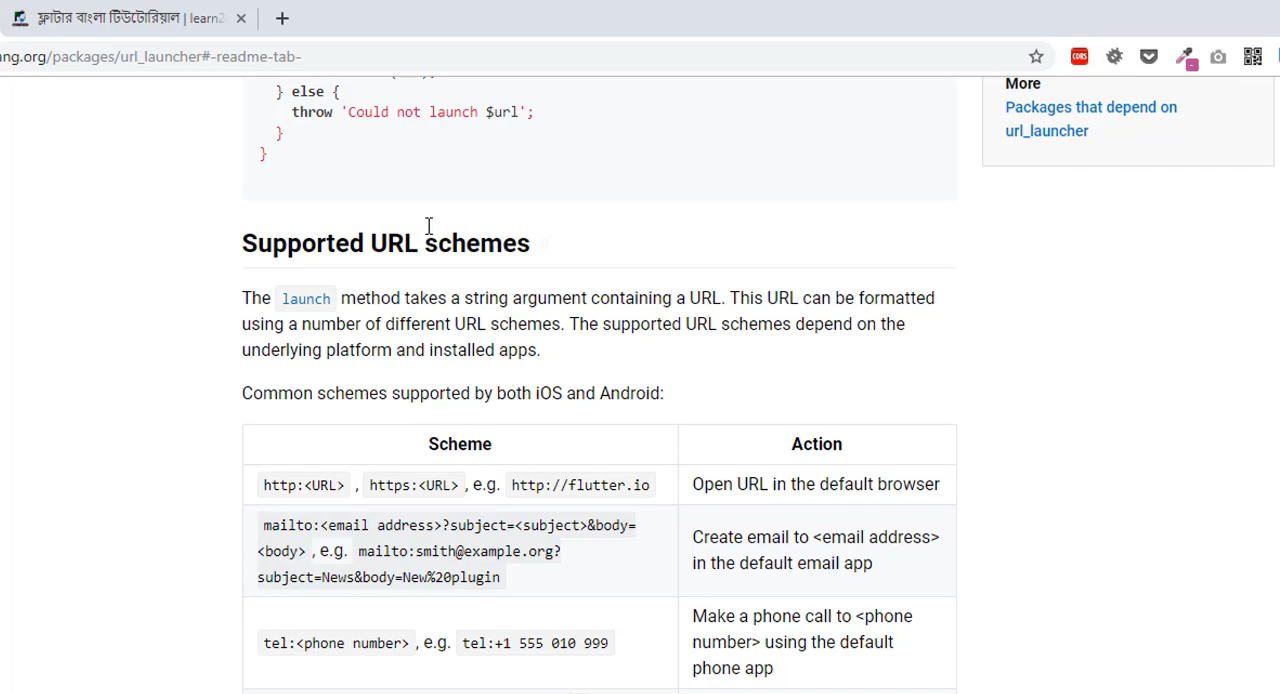 ফ্লাটার বাংলা টিউটোরিয়াল | learn2
ng.org/packages/url_launcher#-readme-tab-
CORS
} else {
throw 'Could not launch $url';
}
}
More
Packages that depend on
url_launcher
Supported URL schemes
The launch method takes a string argument containing a URL. This URL can be formatted
using a number of different URL schemes. The supported URL schemes depend on the
underlying platform and installed apps.
Common schemes supported by both iOS and Android:
Scheme Action
http:<URL> , https:<URL> , e.g. http://flutter.io Open URL in the default browser
mailto:<email address>?subject=<subject>&body=
<body> , e.g. mailto:smith@example.org?
subject=News&body=New%20plugin
Create email to <email address>
in the default email app
tel:<phone number> , e.g. tel:+1 555 010 999
Make a phone call to <phone
number> using the default
phone app